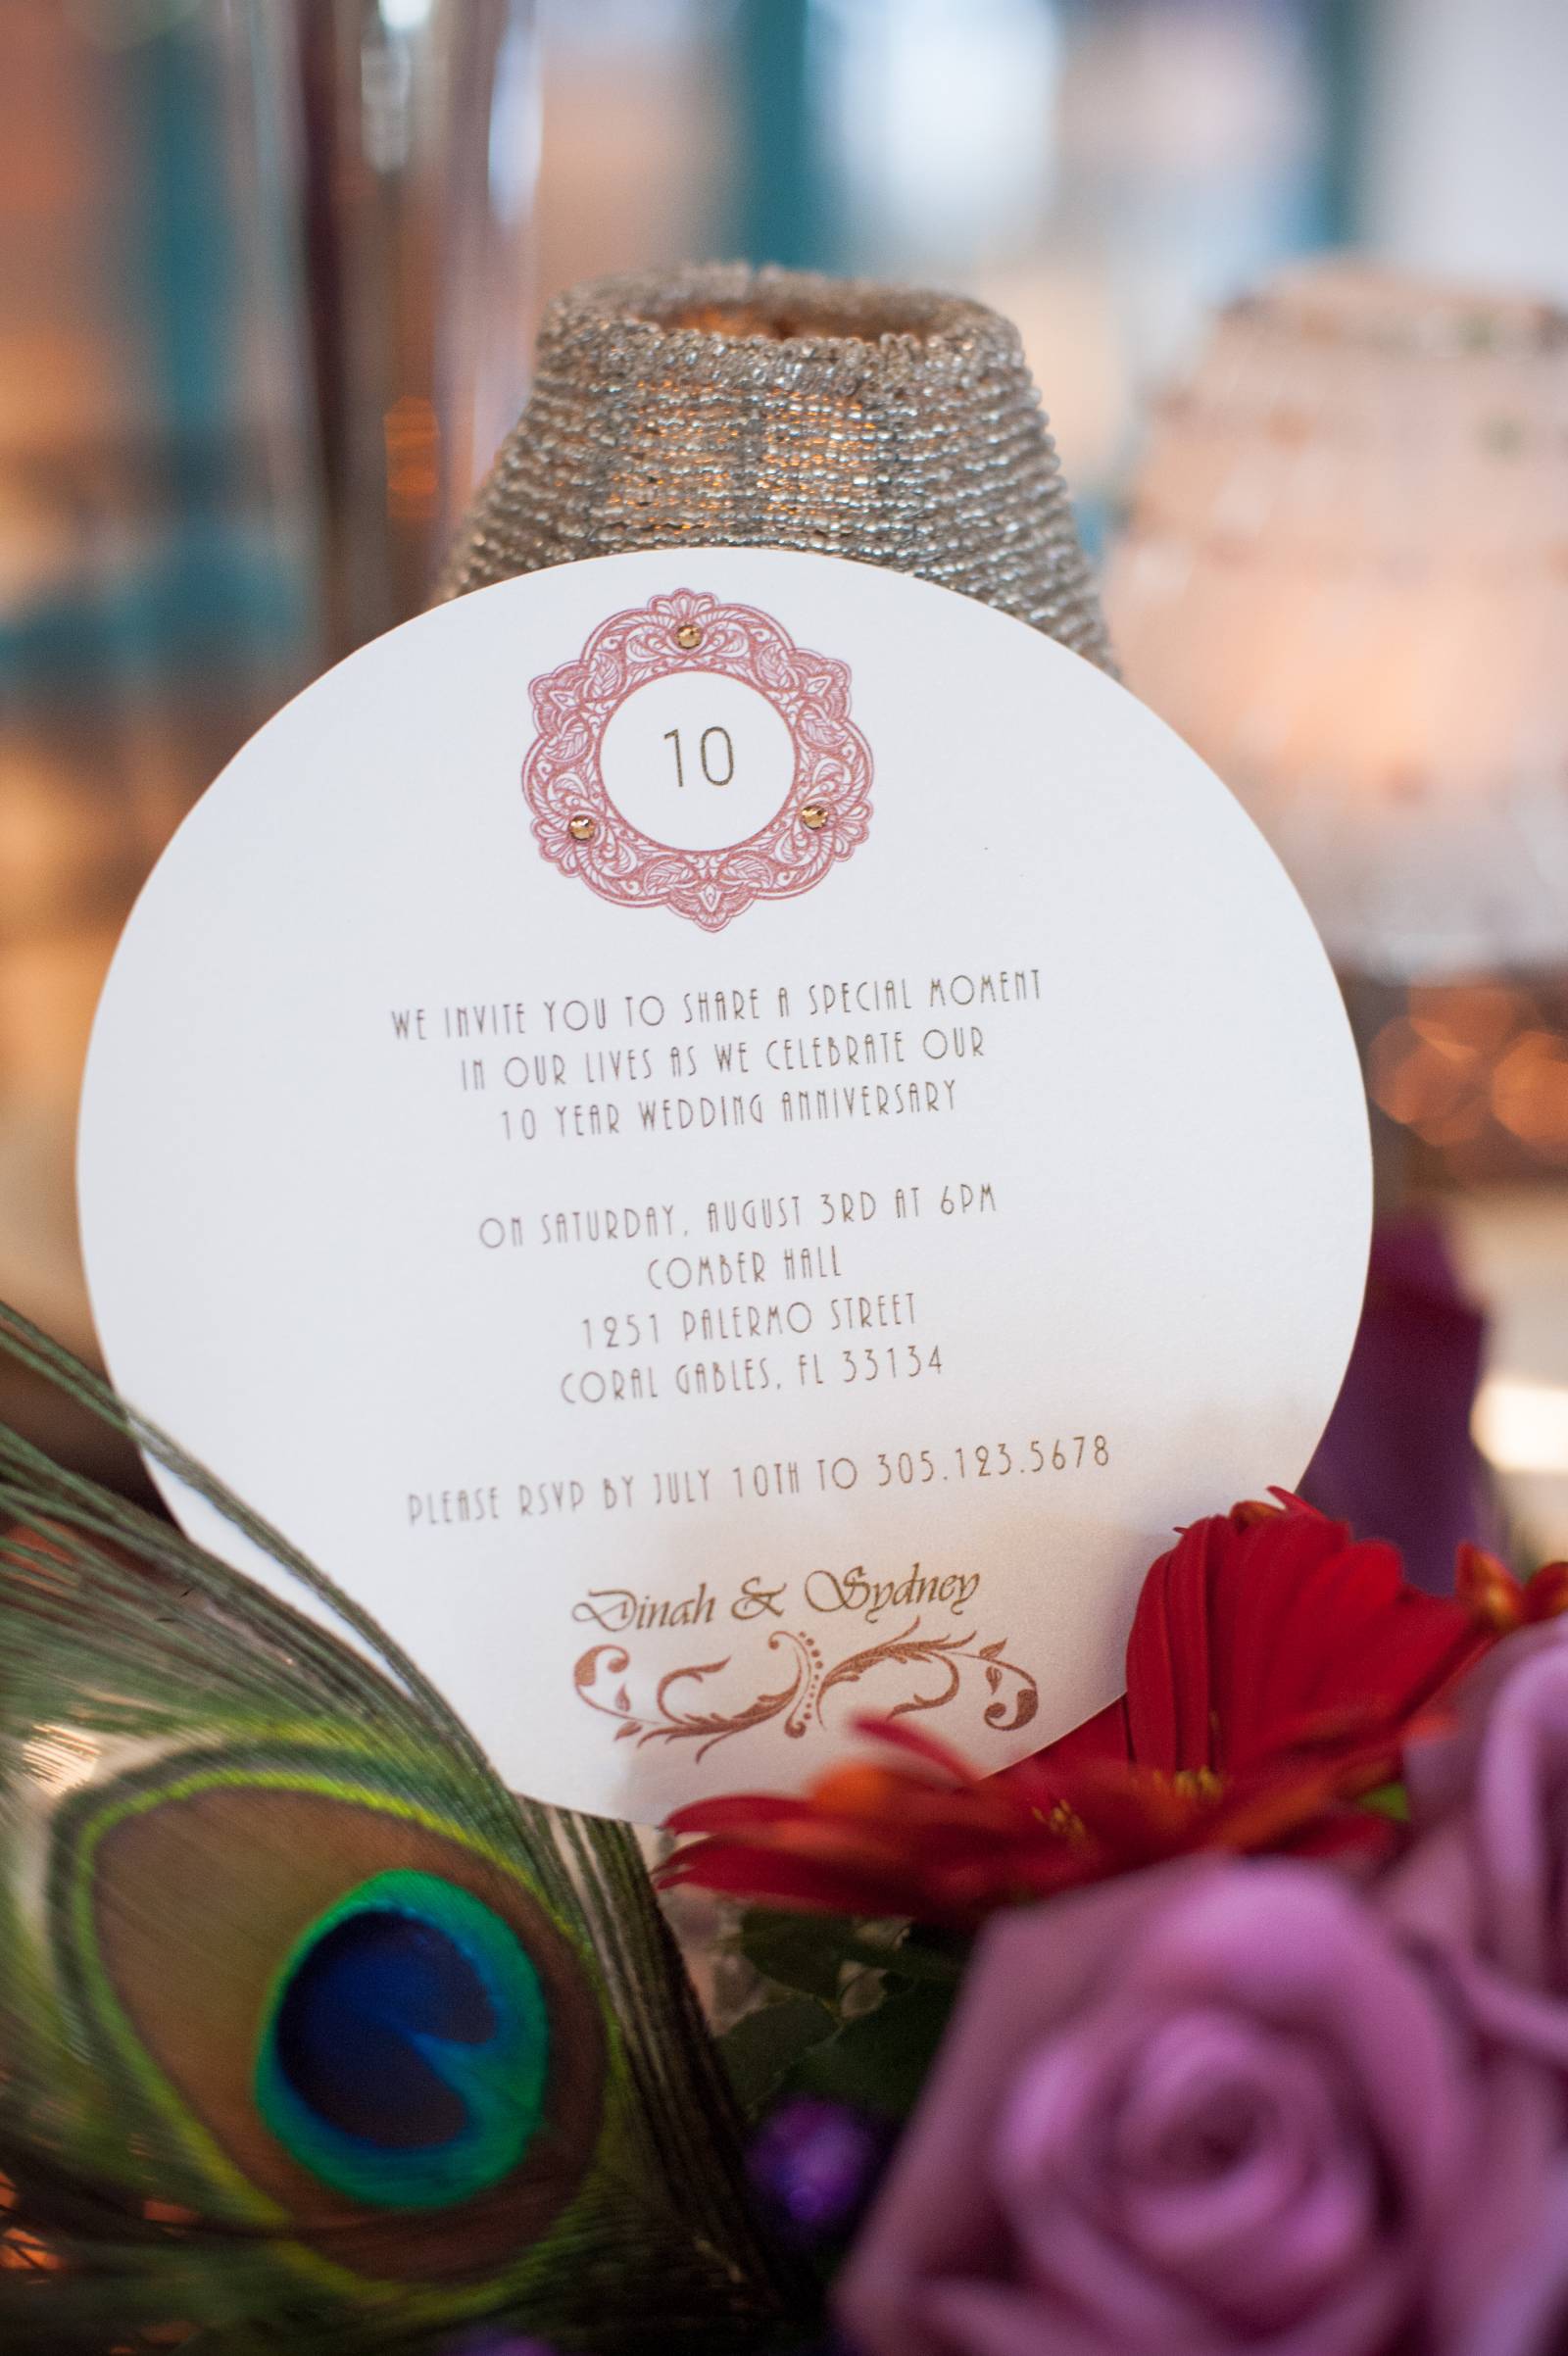 10
WE INVITE YOU TO SHARE A SPECIAL MOMENT
IN OUR LIVES AS WE CELEBRATE OUR
10 YEAR WEDDING ANNIVERSARY
ON SATURDAY, AUGUST 3RD AT 6PM
COMBER HALL
1251 PALERMO STREET
CORAL GABLES, FL 33134
PLEASE RSVP BY JULY 10TH TO 305.123.5678
Dinah & Sydney